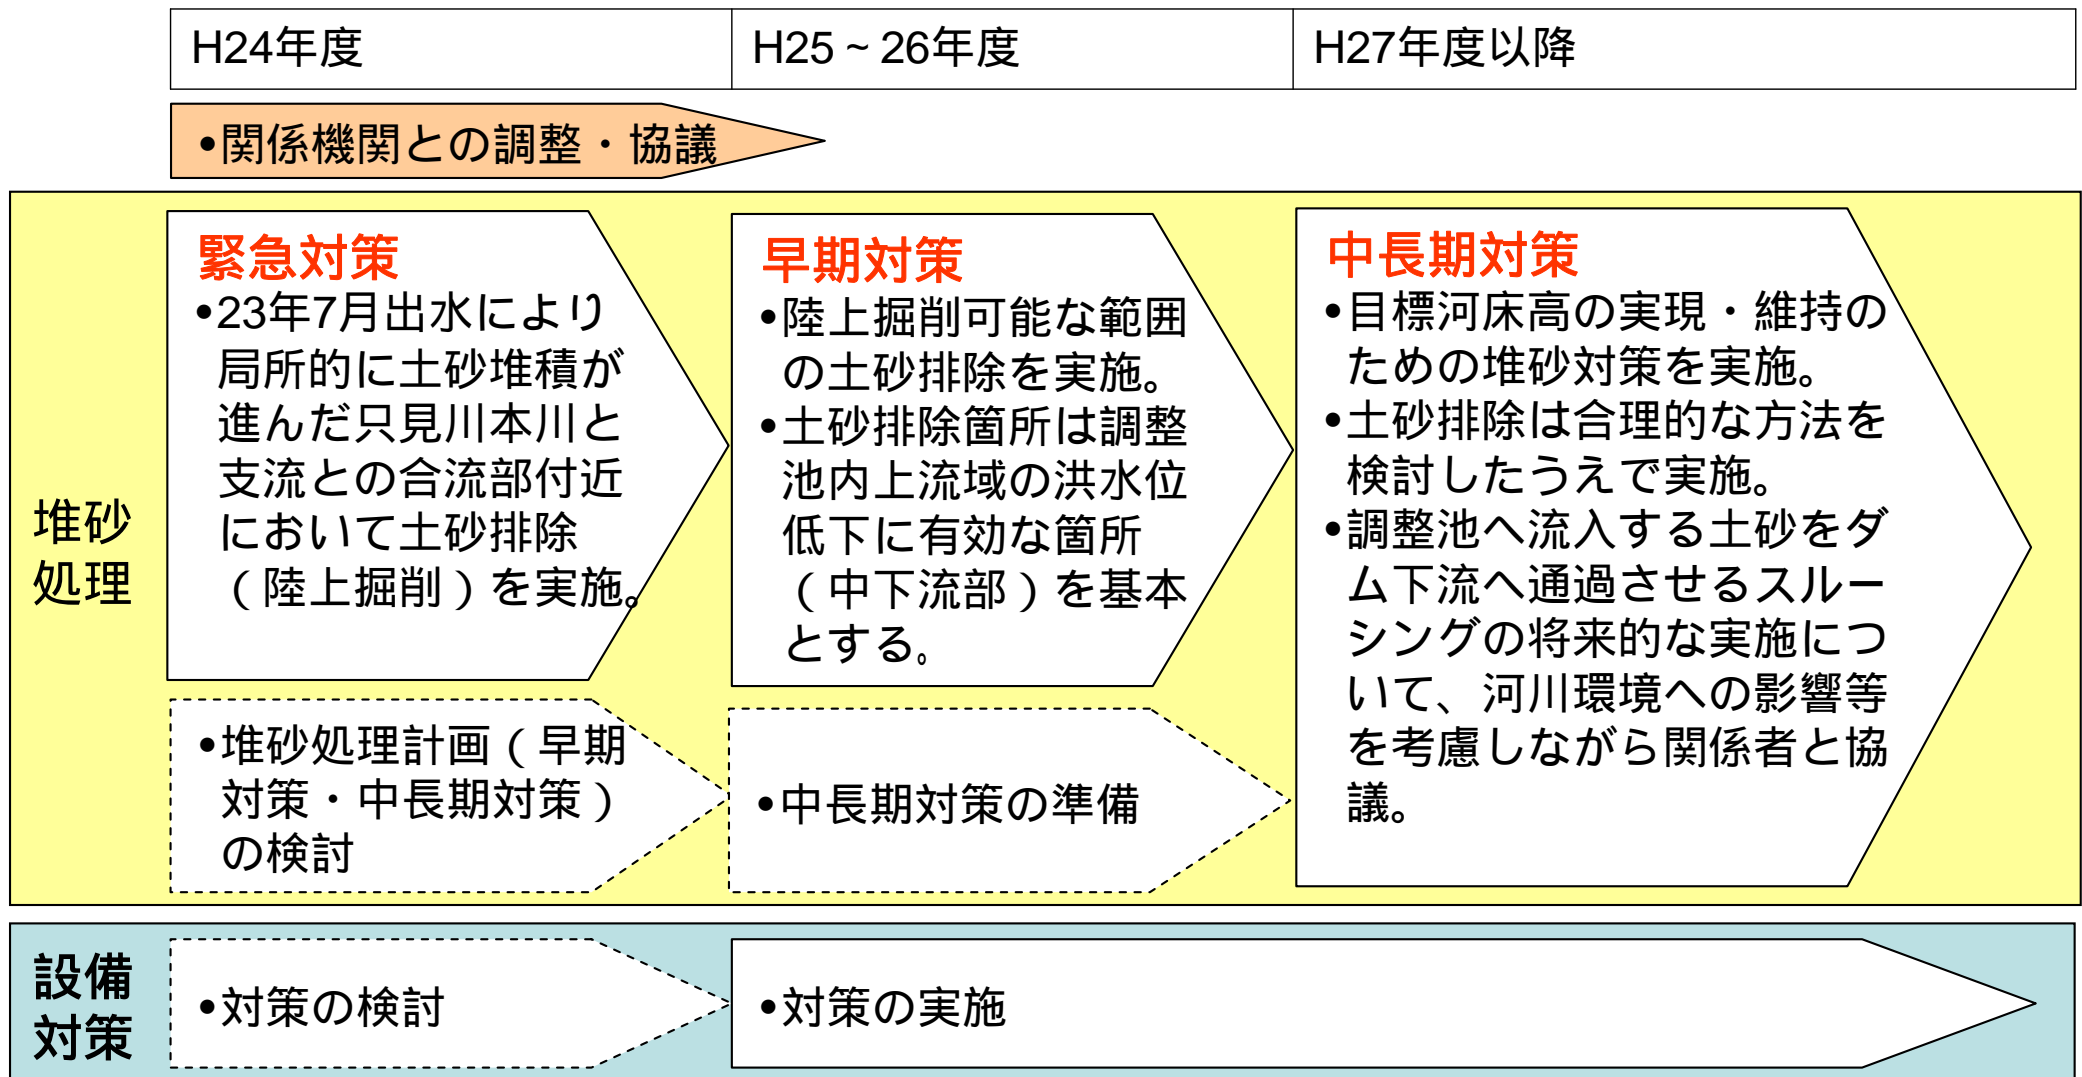 H24年度
H25～26年度
H27年度以降
•関係機関との調整・協議
堆砂
処理
緊急対策
•23年7月出水により
局所的に土砂堆積が
進んだ只見川本川と
支流との合流部付近
において土砂排除
（陸上掘削）を実施。
早期対策
•陸上掘削可能な範囲
の土砂排除を実施。
•土砂排除箇所は調整
池内上流域の洪水位
低下に有効な箇所
（中下流部）を基本
とする。
中長期対策
•目標河床高の実現・維持の
ための堆砂対策を実施。
•土砂排除は合理的な方法を
検討したうえで実施。
•調整池へ流入する土砂をダ
ム下流へ通過させるスルー
シングの将来的な実施につ
いて、河川環境への影響等
を考慮しながら関係者と協
議。
•堆砂処理計画（早期
対策・中長期対策）
の検討
•中長期対策の準備
設備
対策
•対策の検討
•対策の実施